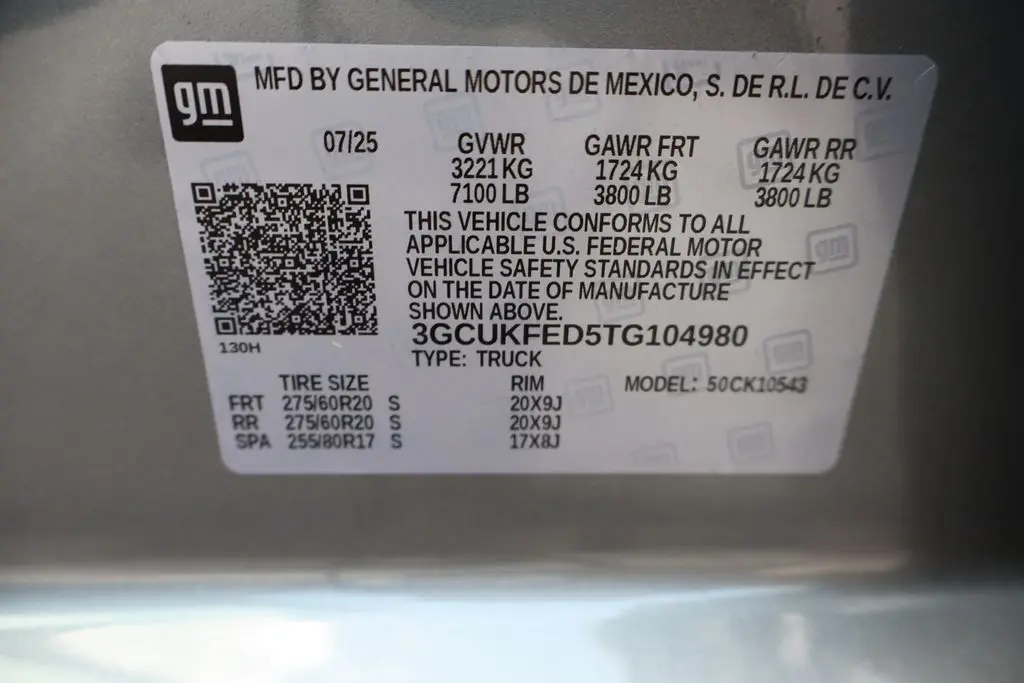 gm MFD BY GENERAL MOTORS DE MEXICO, S. DE R.L. DE C.V.
07/25 GVWR GAWR FRT GAWR RR
3221 KG 1724 KG 1724 KG
7100 LB 3800 LB 3800 LB
THIS VEHICLE CONFORMS TO ALL
APPLICABLE U.S. FEDERAL MOTOR
VEHICLE SAFETY STANDARDS IN EFFECT
ON THE DATE OF MANUFACTURE
SHOWN ABOVE.
3GCUKFED5TG104980
130H
TYPE: TRUCK
TIRE SIZE RIM MODEL: 50CK10543
FRT 275/60R20 S 20X9J
RR 275/60R20 S 20X9J
SPA 255/80R17 S 17X8J